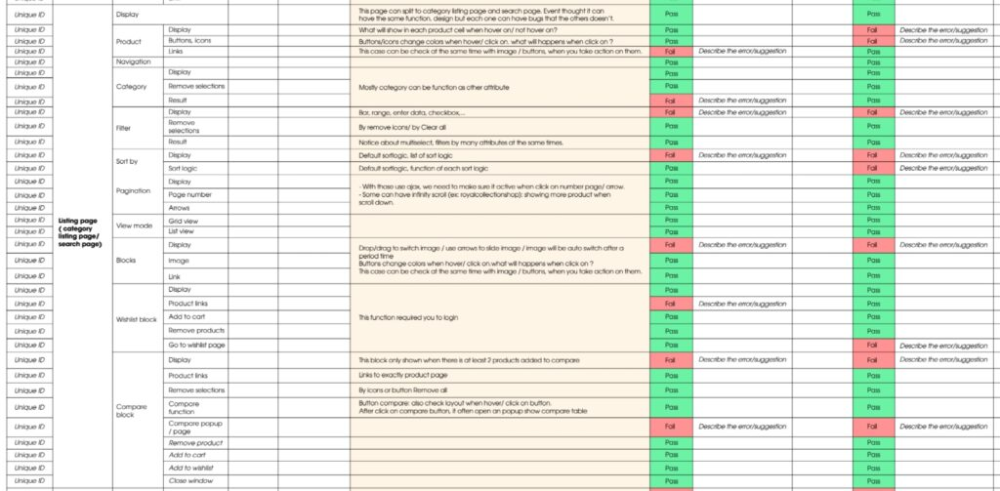 Unique ID Display This page can split to category listing page and search page. Event thought it can Pass Pass
have the same function, design but each one can have bugs that the others doesn't.
Unique ID Display What will show in each product cell when hover on/ not hover on? Pass Fail Describe the error/suggestion
Unique ID Product Buttons, icons Buttons/icons change colors when hover/ click on. what will happens when click on ? Pass Fail Describe the error/suggestion
Unique ID Links This case can be check at the same time with image / buttons, when you take action on them. Fail Describe the error/suggestion Pass
Unique ID Navigation Pass Pass
Unique ID Display Pass Pass
Unique ID Category Remove selections Mostly category can be function as other attribute Pass Pass
Unique ID Result Fail Describe the error/suggestion Pass
Unique ID Display Bar, range, enter data, checkbox,... Fail Describe the error/suggestion Fail Describe the error/suggestion
Unique ID Filter Remove selections By remove icons/ by Clear all Pass Pass
Unique ID Result Notice about multiselect, filters by many attributes at the same times. Pass Pass
Unique ID Sort by Display Default sortlogic, list of sort logic Fail Describe the error/suggestion Fail Describe the error/suggestion
Unique ID Sort logic Default sortlogic, function of each sort logic Pass Fail Describe the error/suggestion
Unique ID Pagination Display Pass Pass
- With those use ajax, we need to make sure it active when click on number page/ arrow.
Unique ID Page number - Some can have infinity scroll (ex: royalcollectionshop): showing more product when Pass Pass
scroll down.
Unique ID Arrows Pass Pass
Unique ID Listing page View mode Grid view Pass Pass
( category
Unique ID listing page/ List view Pass Pass
Unique ID search page) Display Drop/drag to switch image / use arrows to slide image / image will be auto switch after a Fail Describe the error/suggestion Fail Describe the error/suggestion
period time
Unique ID Blocks Image Buttons change colors when hover/ click on.what will happens when click on ? Pass Pass
This case can be check at the same time with image / buttons, when you take action on them.
Unique ID Link Pass Pass
Unique ID Display Pass Pass
Unique ID Product links Fail Describe the error/suggestion Pass
Unique ID Wishlist block Add to cart This function required you to login Pass Pass
Unique ID Remove products Pass Pass
Unique ID Go to wishlist page Pass Fail Describe the error/suggestion
Unique ID Display This block only shown when there is at least 2 products added to compare Fail Describe the error/suggestion Fail Describe the error/suggestion
Unique ID Product links Links to exactly product page Pass Pass
Unique ID Remove selections By icons or button Remove all Pass Pass
Unique ID Compare block Compare function Button compare: also check layout when hover/ click on button. Pass Pass
After click on compare button, it often open an popup show compare table
Unique ID Compare popup / page Fail Describe the error/suggestion Fail Describe the error/suggestion
Unique ID Remove product Pass Pass
Unique ID Add to cart Pass Pass
Unique ID Add to wishlist Pass Pass
Unique ID Close window Pass Pass